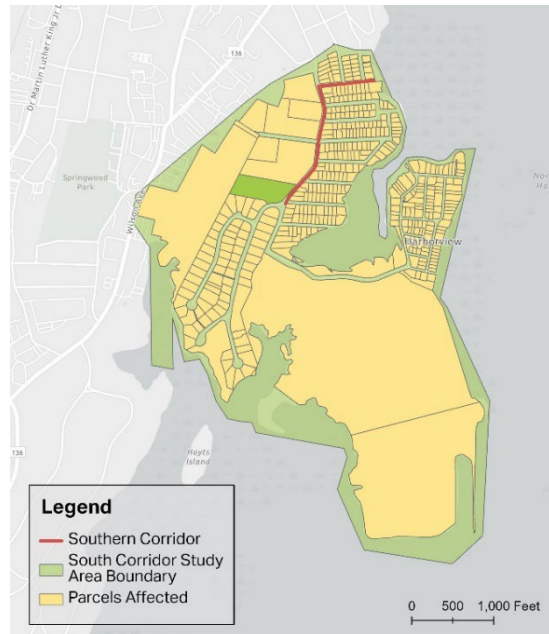 Dr Martin Luther King Jr
136
Springwood
Park
Wilson Ave
Harborview
Hoyts
Island
136
Legend
Southern Corridor
South Corridor Study
Area Boundary
Parcels Affected
0 500 1,000 Feet